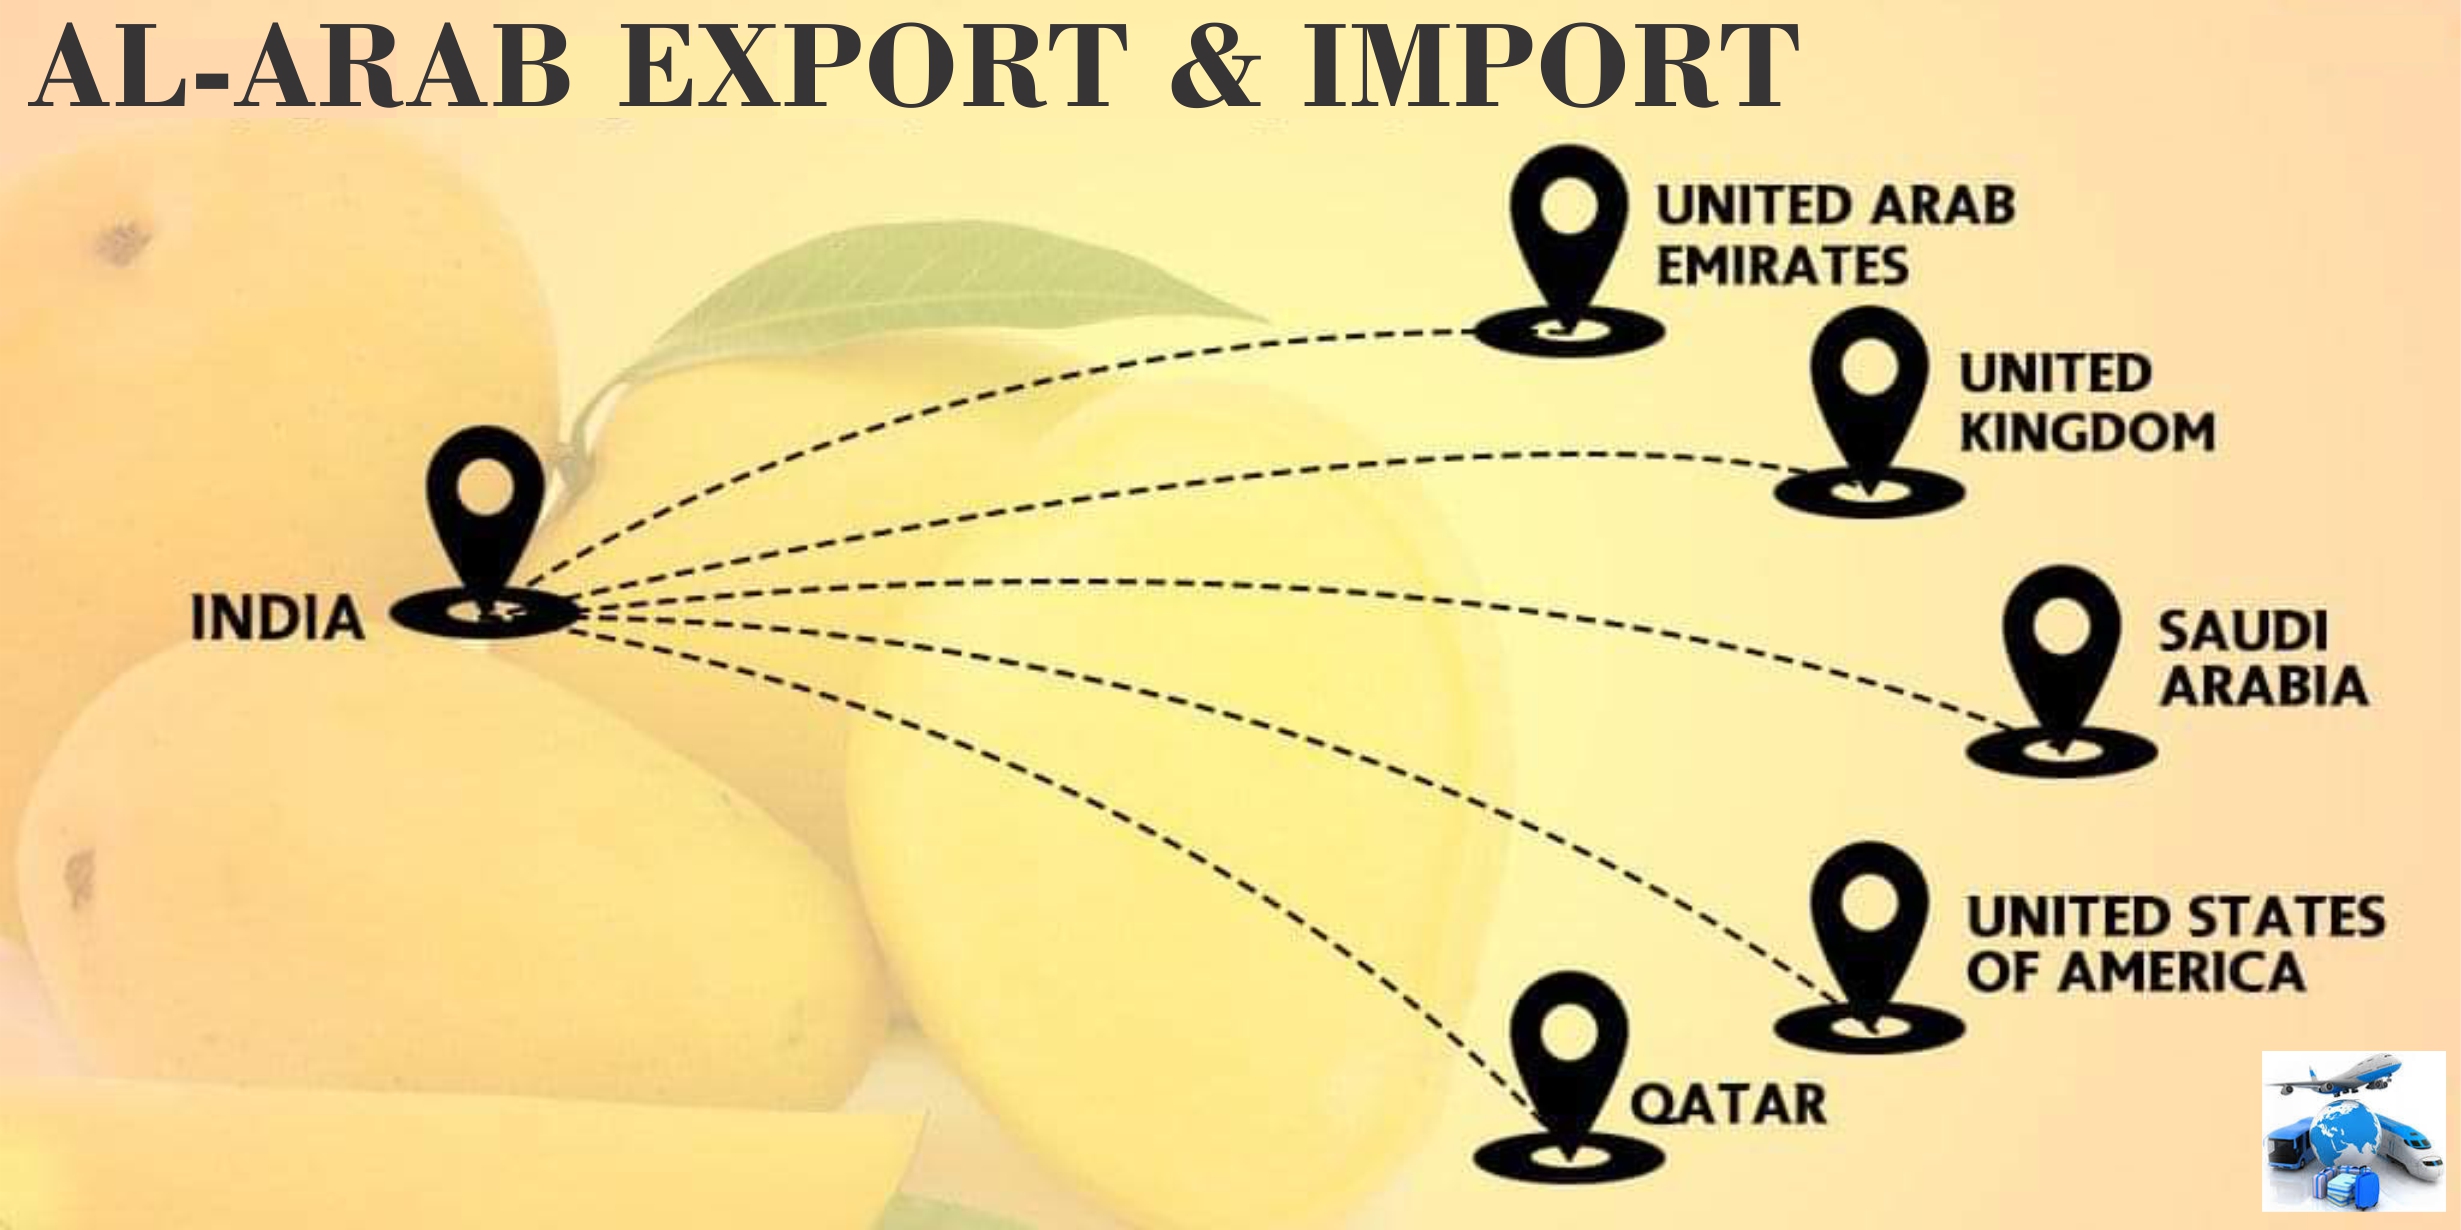 AL-ARAB EXPORT & IMPORT
UNITED ARAB
EMIRATES
UNITED
KINGDOM
INDIA
SAUDI
ARABIA
UNITED STATES
OF AMERICA
QATAR